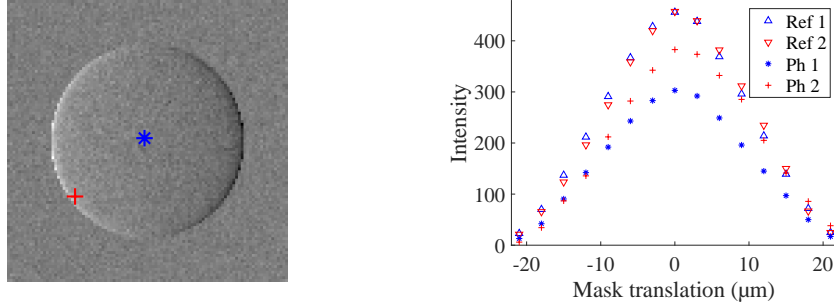 Intensity
400
300
200
100
0
-20
-10
0
10
20
Mask translation (µm)
Ref 1
Ref 2
Ph 1
Ph 2